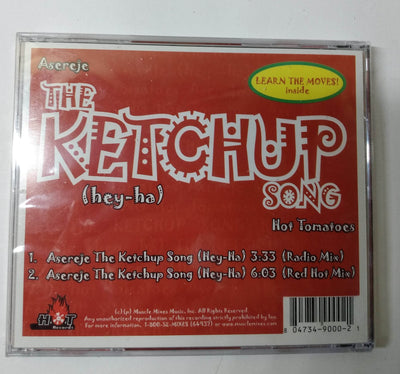 Asereje
LEARN THE MOVES!
inside
THE
KETCHUP
SONG
(hey-ha)
Hot Tomatoes
1. Asereje The Ketchup Song (Hey-Ha) 3:33 (Radio Mix)
2. Asereje The Ketchup Song (Hey-Ha) 6:03 (Red Hot Mix)
HOT
Records
(c)(p) Muscle Mixes Music, Inc. All Rights Reserved.
Any unauthorized reproduction of this recording strictly prohibited by law
For more information, 1-800-52-MIXES (64937) or www.musclemixes.com
8 04734-9000-2 1